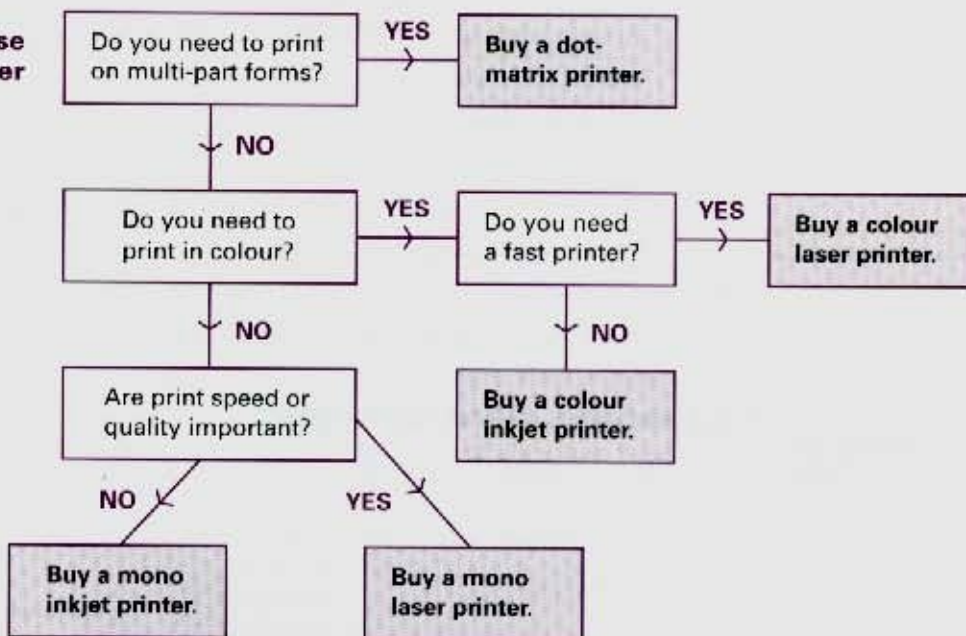 se
er
Do you need to print
on multi-part forms?
YES
Buy a dot-
matrix printer.
NO
Do you need to
print in colour?
YES
Do you need
a fast printer?
YES
Buy a colour
laser printer.
NO
NO
Are print speed or
quality important?
Buy a colour
inkjet printer.
NO
YES
Buy a mono
inkjet printer.
Buy a mono
laser printer.